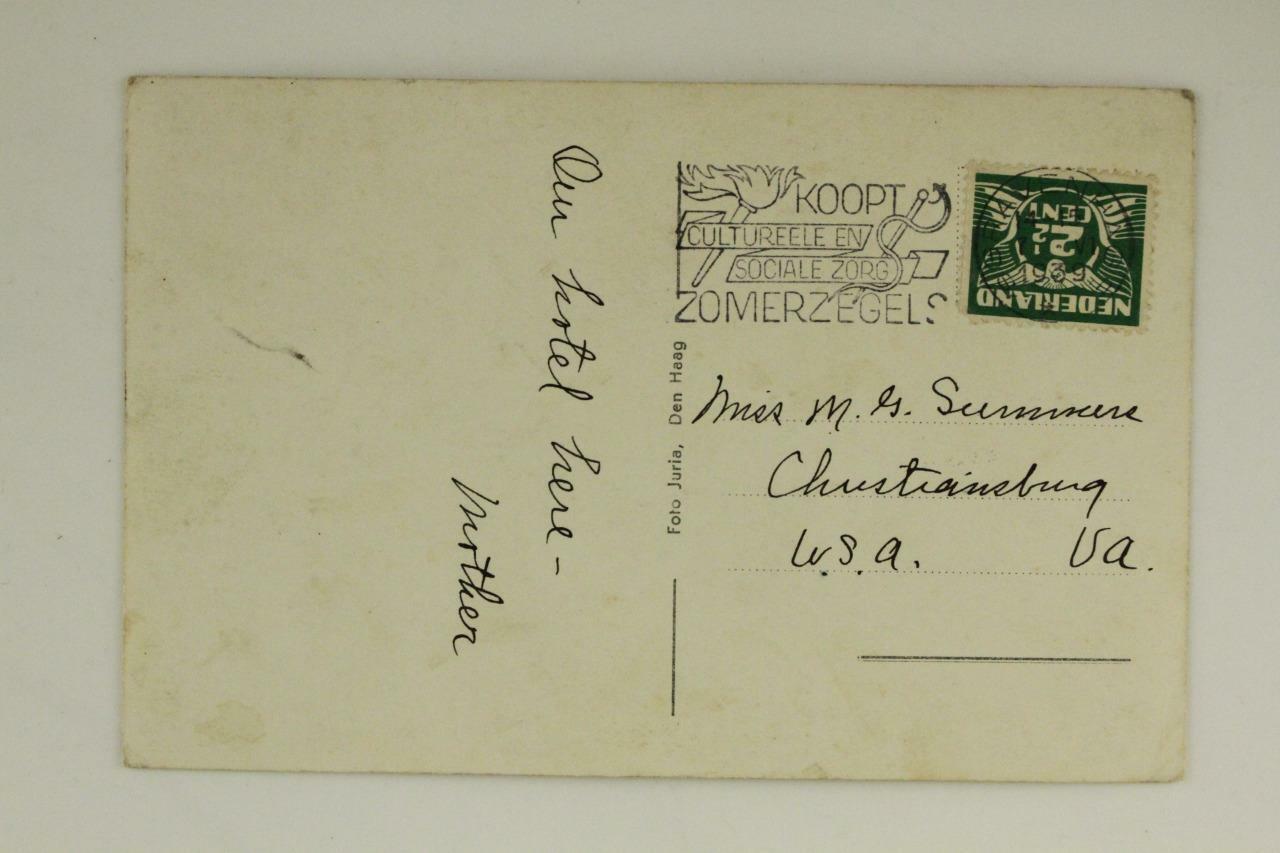 Our hotel here –
Mother
Foto Juria, Den Haag
KOOPT
CULTUREELE EN
SOCIALE ZORG
ZOMERZEGELS
NEDERLAND
2½
CENT
1939
Miss M. G. Summers
Christiansburg
U.S.A. Va.